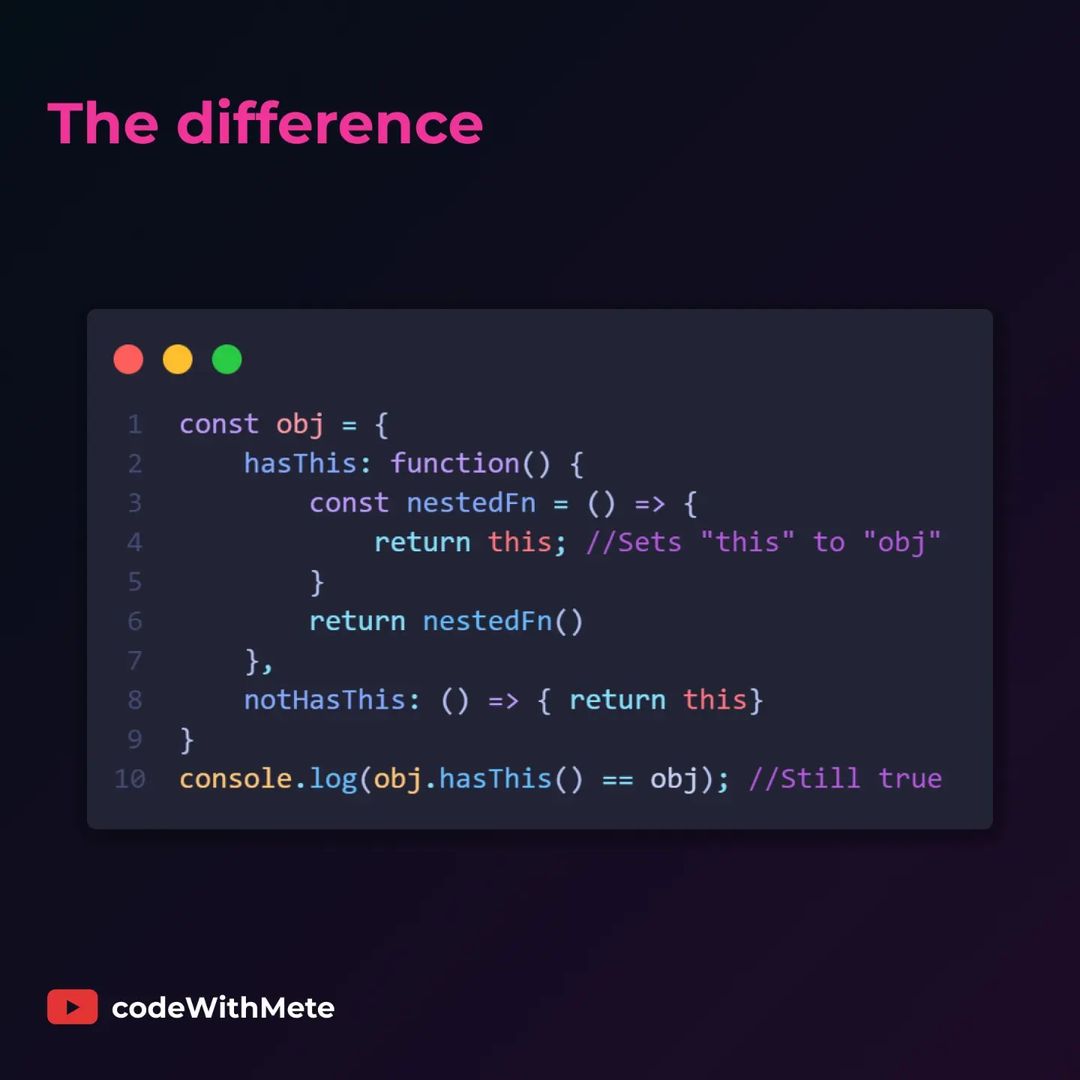 The difference
1 const obj = {
2     hasThis: function() {
3         const nestedFn = () => {
4             return this; //Sets "this" to "obj"
5         }
6         return nestedFn()
7     },
8     notHasThis: () => { return this}
9 }
10 console.log(obj.hasThis() == obj); //Still true
codeWithMete